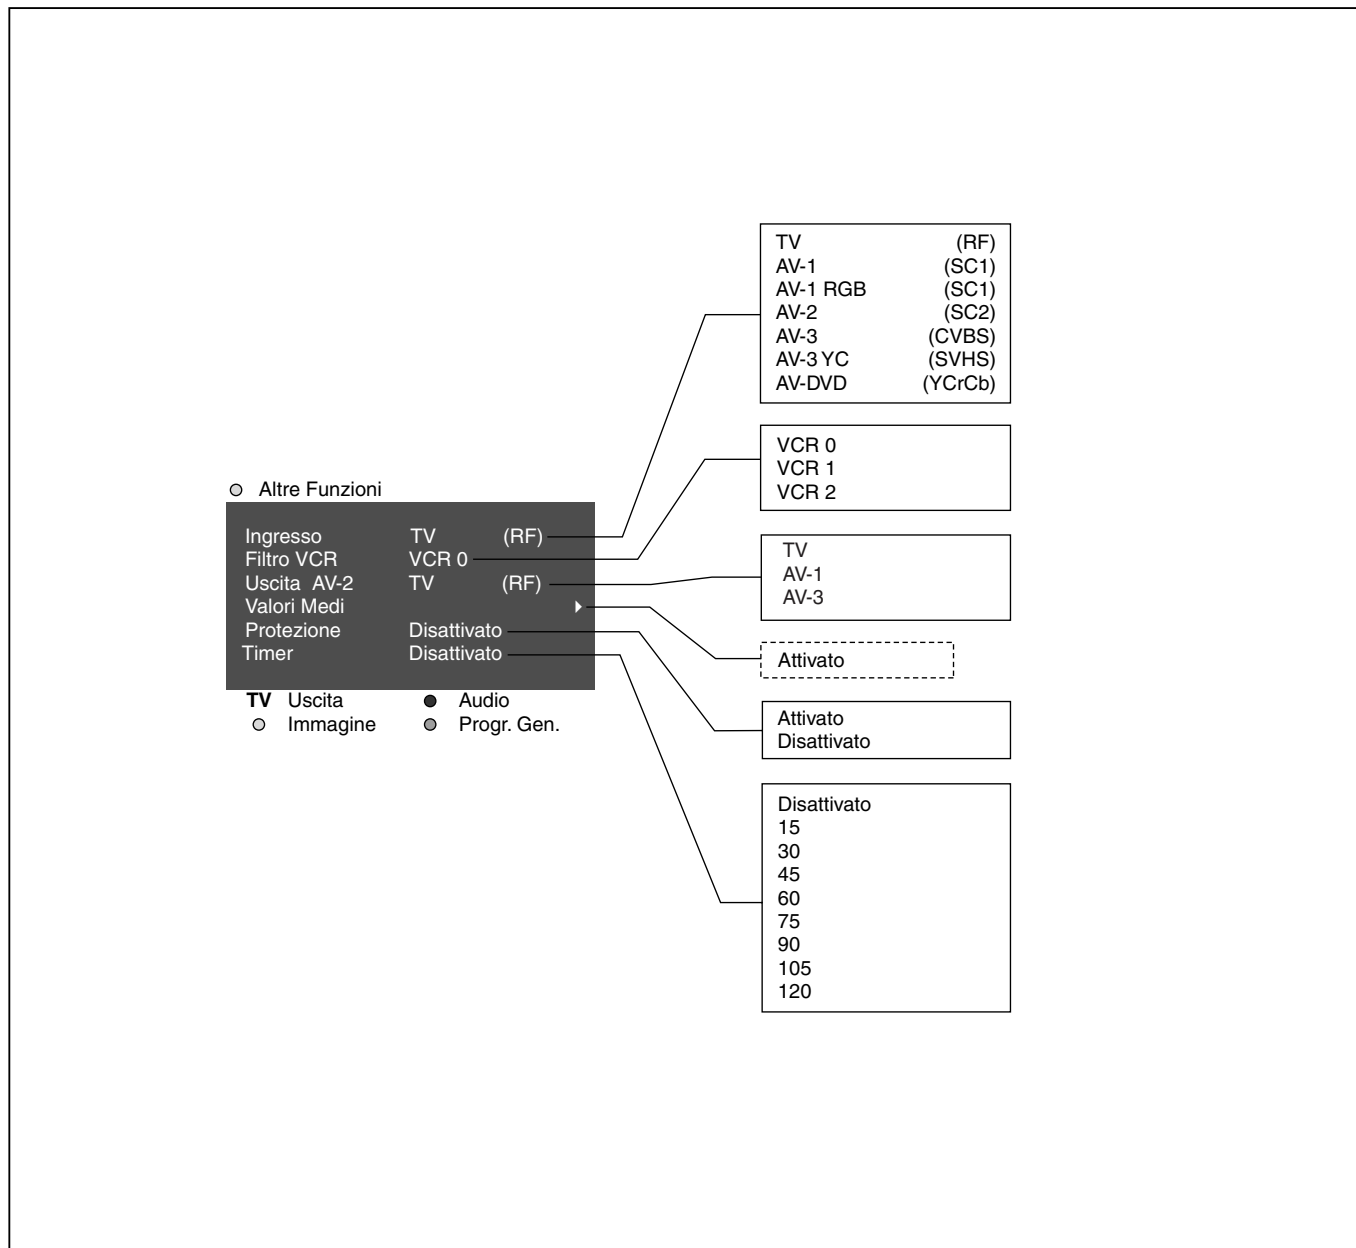 Altre Funzioni
Ingresso TV (RF)
Filtro VCR VCR 0
Uscita AV-2 TV (RF)
Valori Medi
Protezione Disattivato
Timer Disattivato
TV Uscita Audio
Immagine Progr. Gen.
TV (RF)
AV-1 (SC1)
AV-1 RGB (SC1)
AV-2 (SC2)
AV-3 (CVBS)
AV-3 YC (SVHS)
AV-DVD (YCrCb)
VCR 0
VCR 1
VCR 2
TV
AV-1
AV-3
Attivato
Attivato
Disattivato
Disattivato
15
30
45
60
75
90
105
120